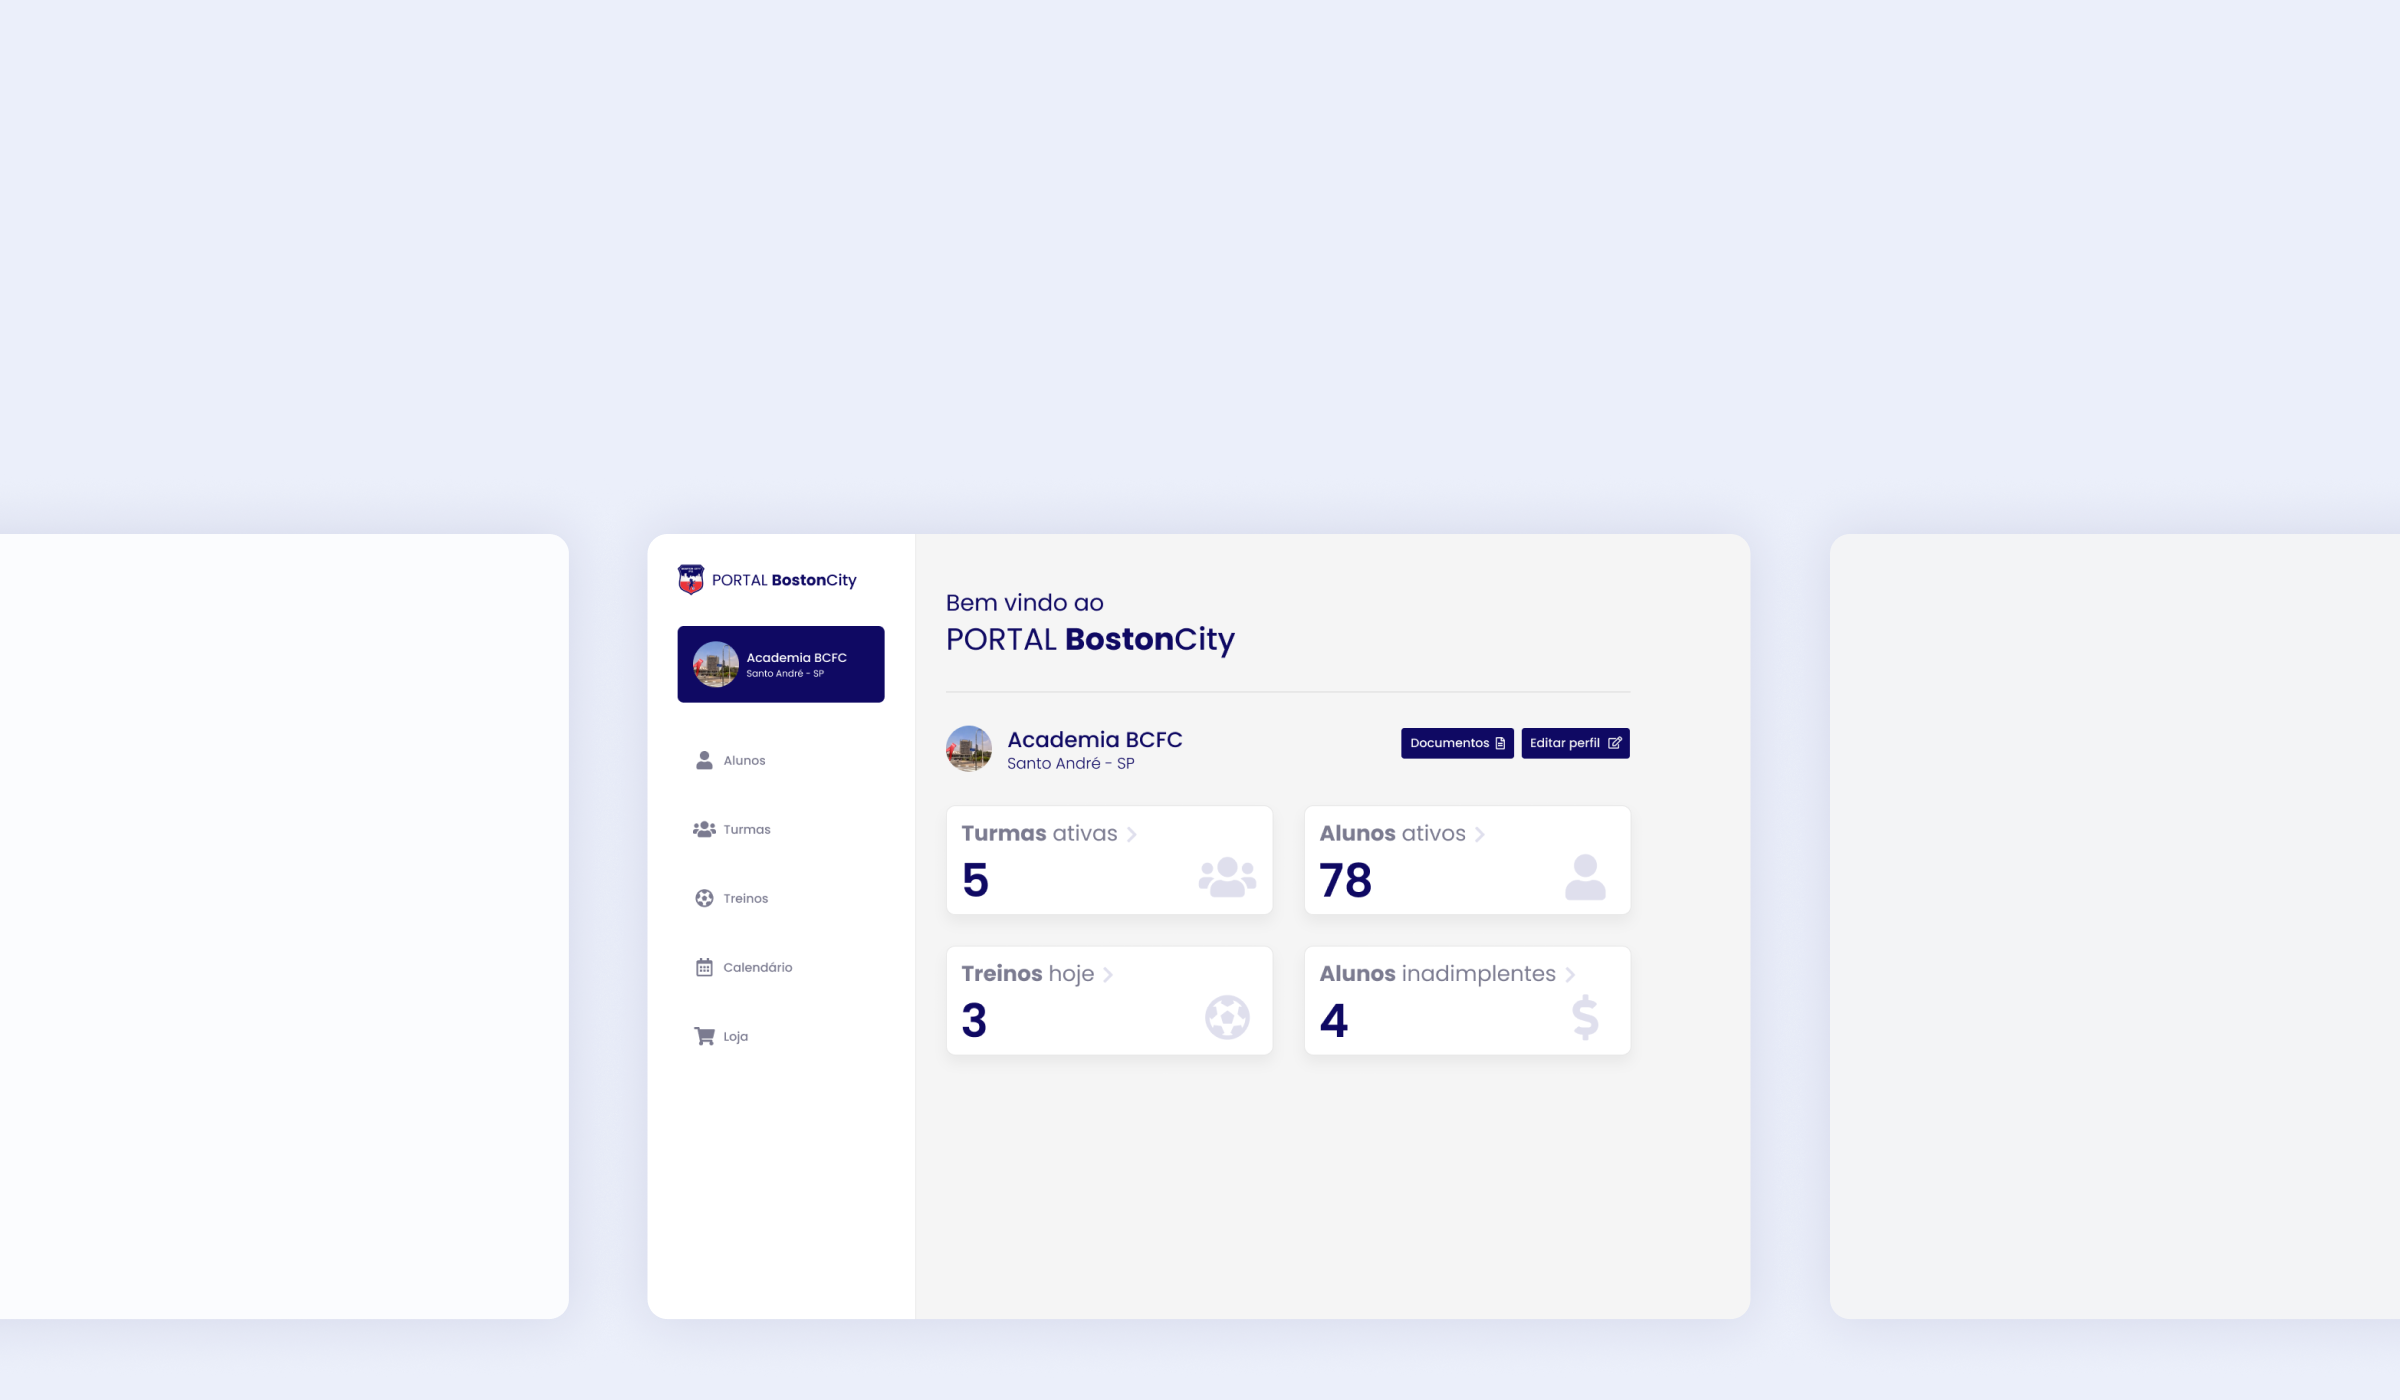 PORTAL BostonCity
Academia BCFC
Santo André - SP
Alunos
Turmas
Treinos
Calendário
Loja
Bem vindo ao
PORTAL BostonCity
Academia BCFC
Santo André - SP
Documentos
Editar perfil
Turmas ativas
5
Alunos ativos
78
Treinos hoje
3
Alunos inadimplentes
4